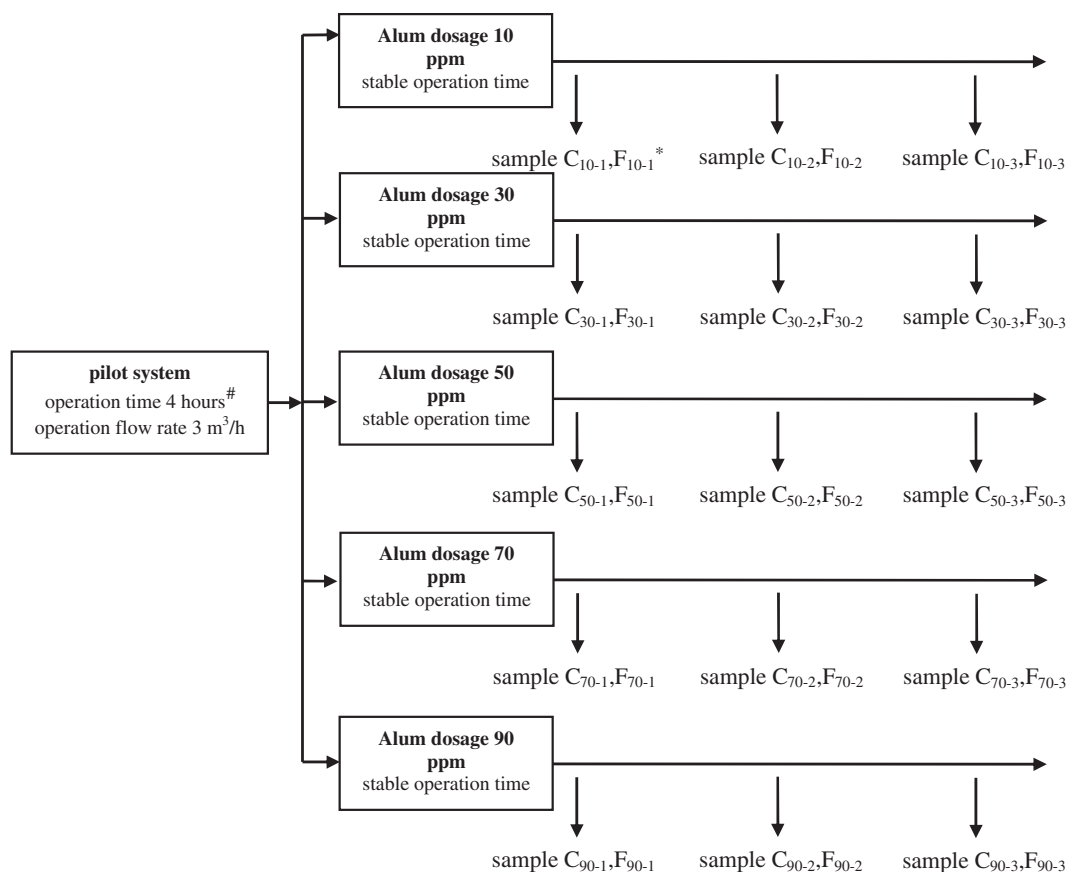 Alum dosage 10
ppm
stable operation time
sample C10-1,F10-1* sample C10-2,F10-2 sample C10-3,F10-3
Alum dosage 30
ppm
stable operation time
sample C30-1,F30-1 sample C30-2,F30-2 sample C30-3,F30-3
pilot system
operation time 4 hours#
operation flow rate 3 m³/h
Alum dosage 50
ppm
stable operation time
sample C50-1,F50-1 sample C50-2,F50-2 sample C50-3,F50-3
Alum dosage 70
ppm
stable operation time
sample C70-1,F70-1 sample C70-2,F70-2 sample C70-3,F70-3
Alum dosage 90
ppm
stable operation time
sample C90-1,F90-1 sample C90-2,F90-2 sample C90-3,F90-3